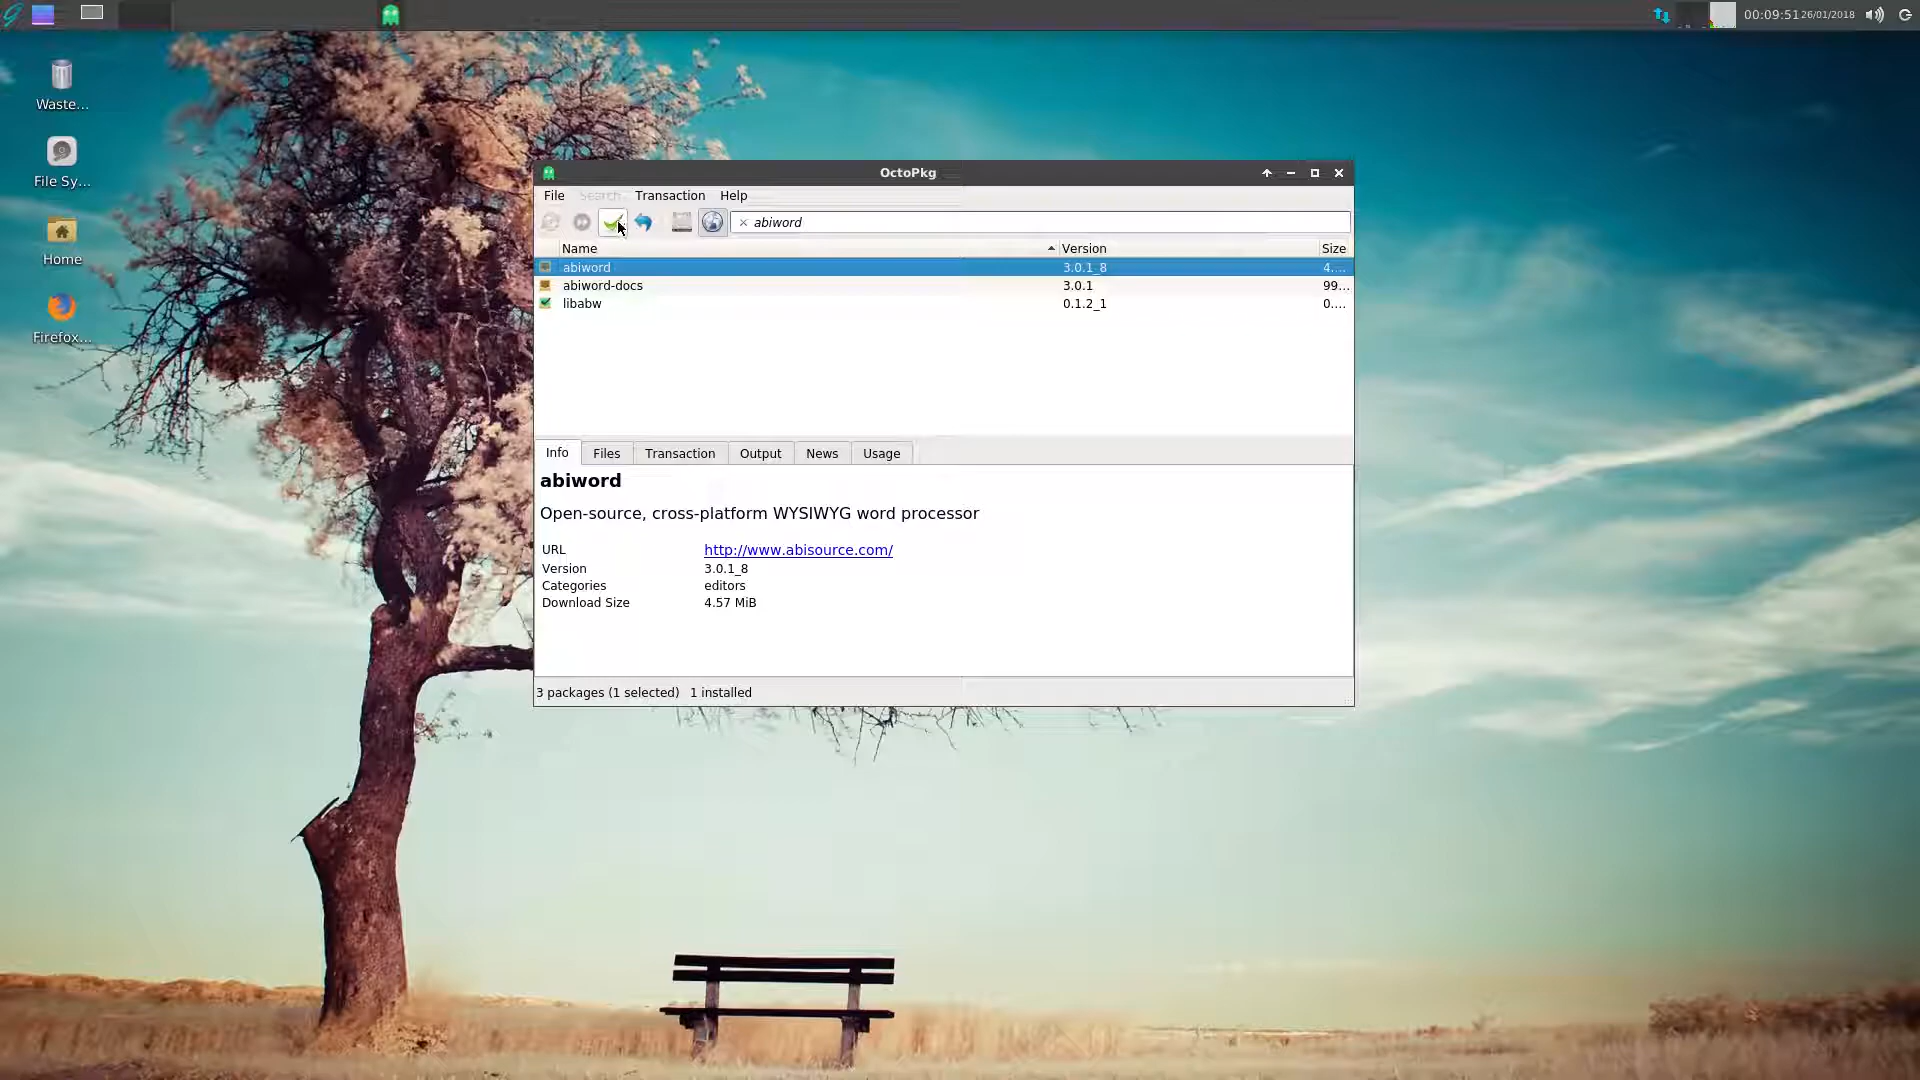 00:09:51 26/01/2018
Waste...
File Sy...
Home
Firefox...
OctoPkg
File Search Transaction Help
abiword
Name Version Size
abiword 3.0.1_8 4....
abiword-docs 3.0.1 99...
libabw 0.1.2_1 0....
Info Files Transaction Output News Usage
abiword
Open-source, cross-platform WYSIWYG word processor
URL http://www.abisource.com/
Version 3.0.1_8
Categories editors
Download Size 4.57 MiB
3 packages (1 selected) 1 installed